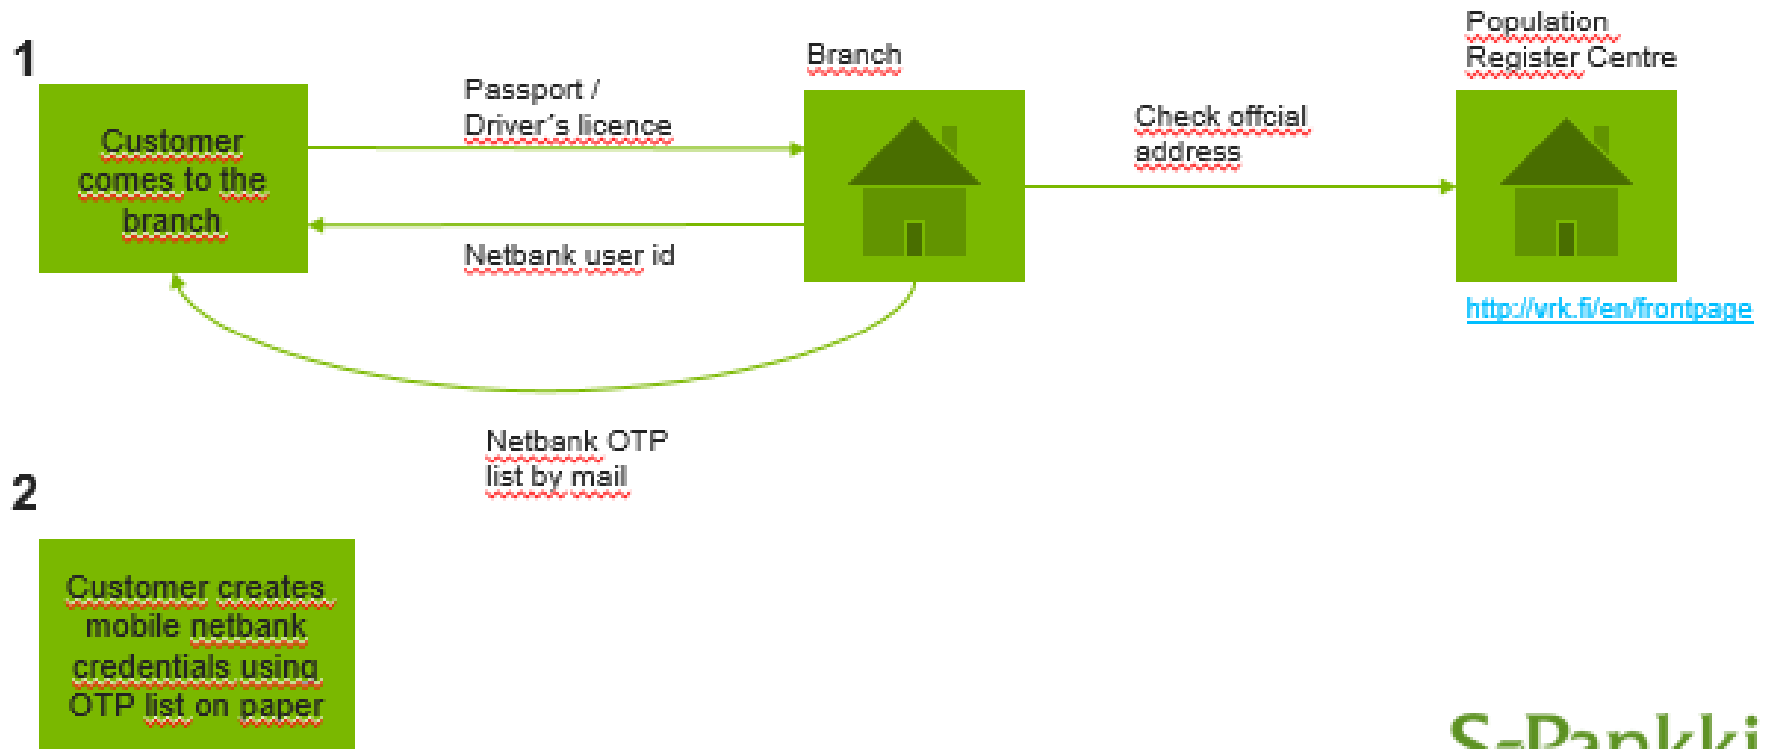 1
Customer
comes to the
branch
Passport /
Driver´s licence
Netbank user id
Branch
Check offcial
address
Population
Register Centre
http://vrk.fi/en/frontpage
Netbank OTP
list by mail
2
Customer creates
mobile netbank
credentials using
OTP list on paper
S-Pankki